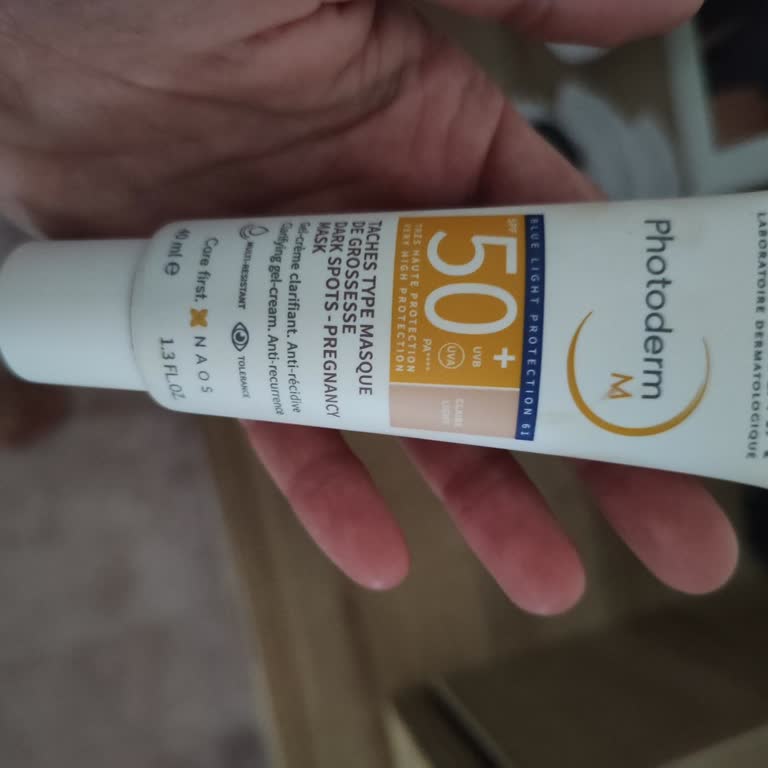 LABORATOIRE DERMATOLOGIQUE
Photoderm
M
BLUE LIGHT PROTECTION 61
SPF
50+
UVB
UVA
PA++++
TRÈS HAUTE PROTECTION
VERY HIGH PROTECTION
CLAIRE
LIGHT
TACHES TYPE MASQUE
DE GROSSESSE
DARK SPOTS - PREGNANCY
MASK
Gel-crème clarifiant. Anti-récidive
Clarifying gel-cream. Anti-recurrence
MULTI-RESISTANT
TOLERANCE
Care first. NAOS
40 ml e
1.3 FL.OZ